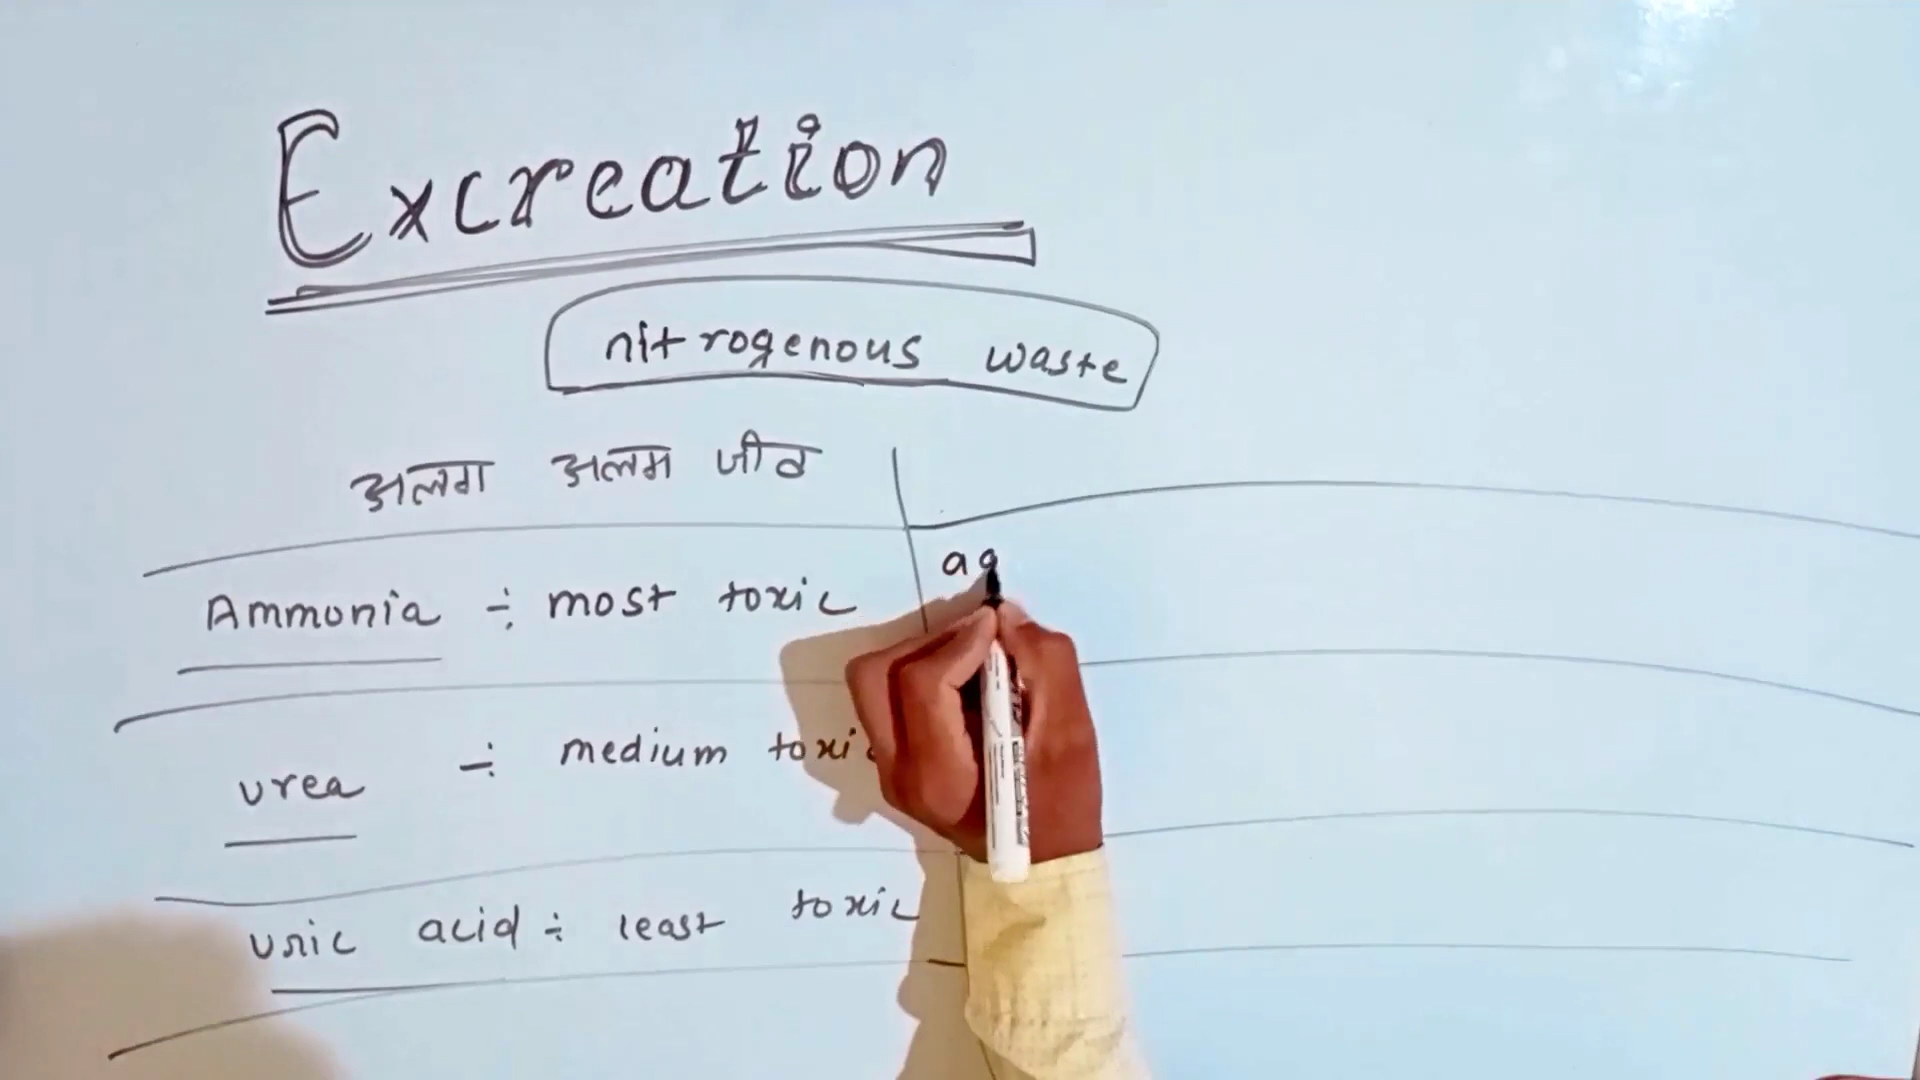 Excreation
nitrogenous waste
अलग अलग जीव
Ammonia ÷ most toxic
urea ÷ medium toxic
uric acid ÷ least toxic